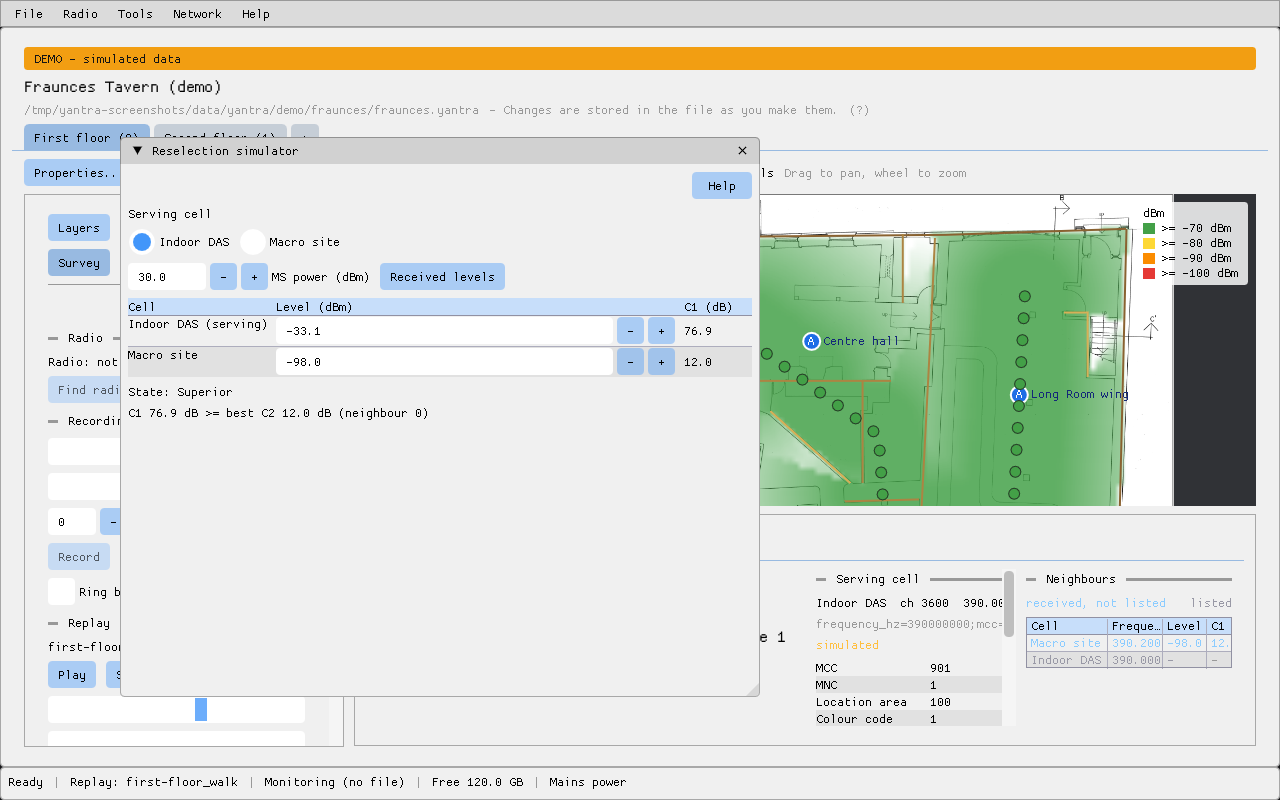 File Radio Tools Network Help
DEMO - simulated data
Fraunces Tavern (demo)
/tmp/yantra-screenshots/data/yantra/demo/fraunces/fraunces.yantra - Changes are stored in the file as you make them. (?)
First floor
Properties..
Drag to pan, wheel to zoom
Reselection simulator
Help
Serving cell
Indoor DAS Macro site
30.0 - + MS power (dBm) Received levels
Cell Level (dBm) C1 (dB)
Indoor DAS (serving) -33.1 - + 76.9
Macro site -98.0 - + 12.0
State: Superior
C1 76.9 dB >= best C2 12.0 dB (neighbour 0)
Layers
Survey
Radio
Radio: not
Find radi
Recordin
0 -
Record
Ring b
Replay
first-floo
Play
dBm
>= -70 dBm
>= -80 dBm
>= -90 dBm
>= -100 dBm
B
C'
A Centre hall
A Long Room wing
e 1
Serving cell
Indoor DAS ch 3600 390.00
frequency_hz=390000000;mcc=
simulated
MCC 901
MNC 1
Location area 100
Colour code 1
Neighbours
received, not listed listed
Cell Freque… Level C1
Macro site 390.200 -98.0 12.
Indoor DAS 390.000 - -
Ready | Replay: first-floor_walk | Monitoring (no file) | Free 120.0 GB | Mains power